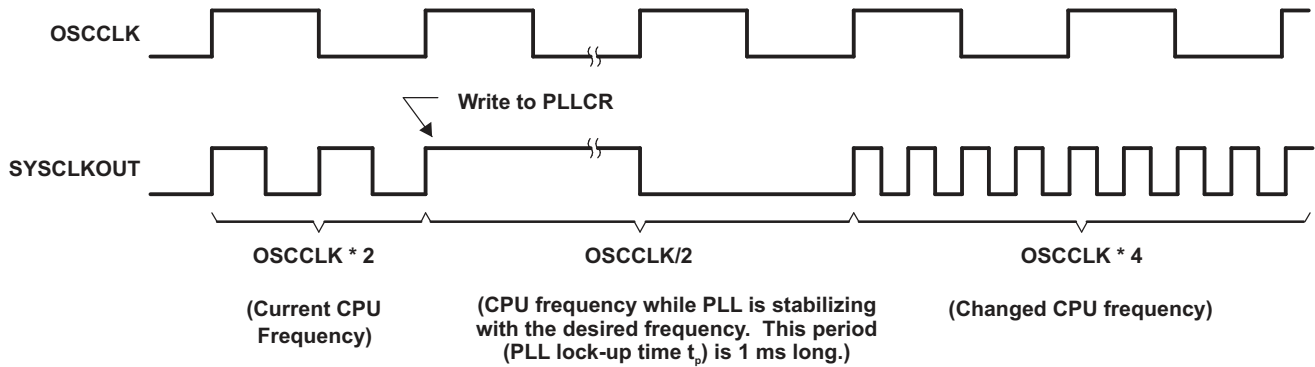 OSCCLK
Write to PLLCR
SYSCLKOUT
OSCCLK * 2
OSCCLK/2
OSCCLK * 4
(Current CPU
Frequency)
(CPU frequency while PLL is stabilizing
with the desired frequency. This period
(PLL lock-up time tp) is 1 ms long.)
(Changed CPU frequency)